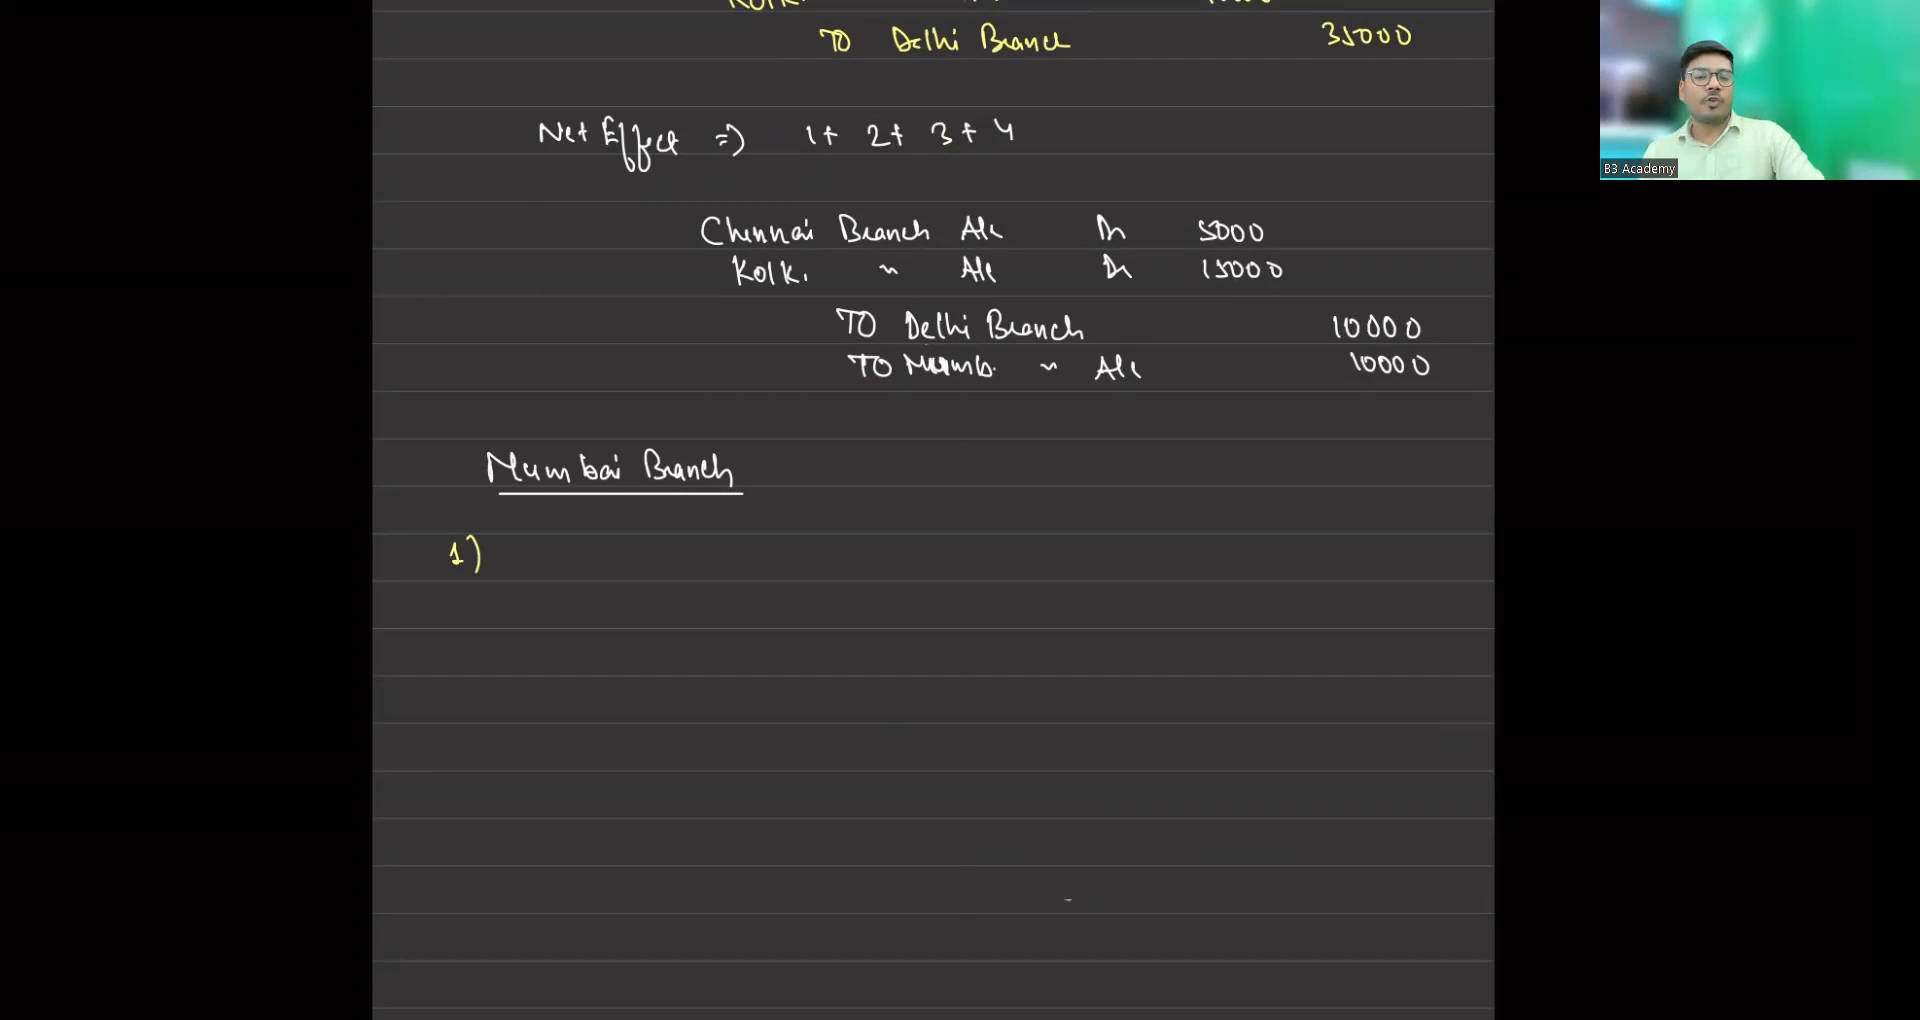 Kolk.
TO Delhi Branch 35000
Net Effect => 1+ 2+ 3+ 4
Chennai Branch A/c Dr 5000
Kolk. " A/c Dr 15000
TO Delhi Branch 10000
TO Mumb. " A/c 10000
Mumbai Branch
1)
B3 Academy